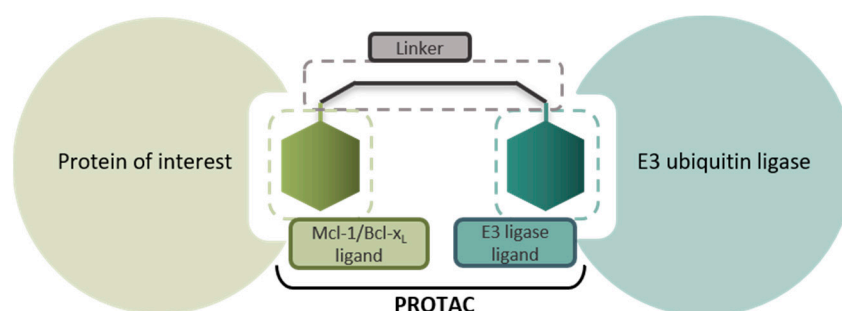 Linker
Protein of interest
E3 ubiquitin ligase
Mcl-1/Bcl-xL
ligand
E3 ligase
ligand
PROTAC